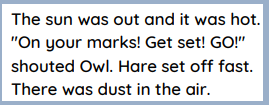 The sun was out and it was hot.
"On your marks! Get set! GO!"
shouted Owl. Hare set off fast.
There was dust in the air.